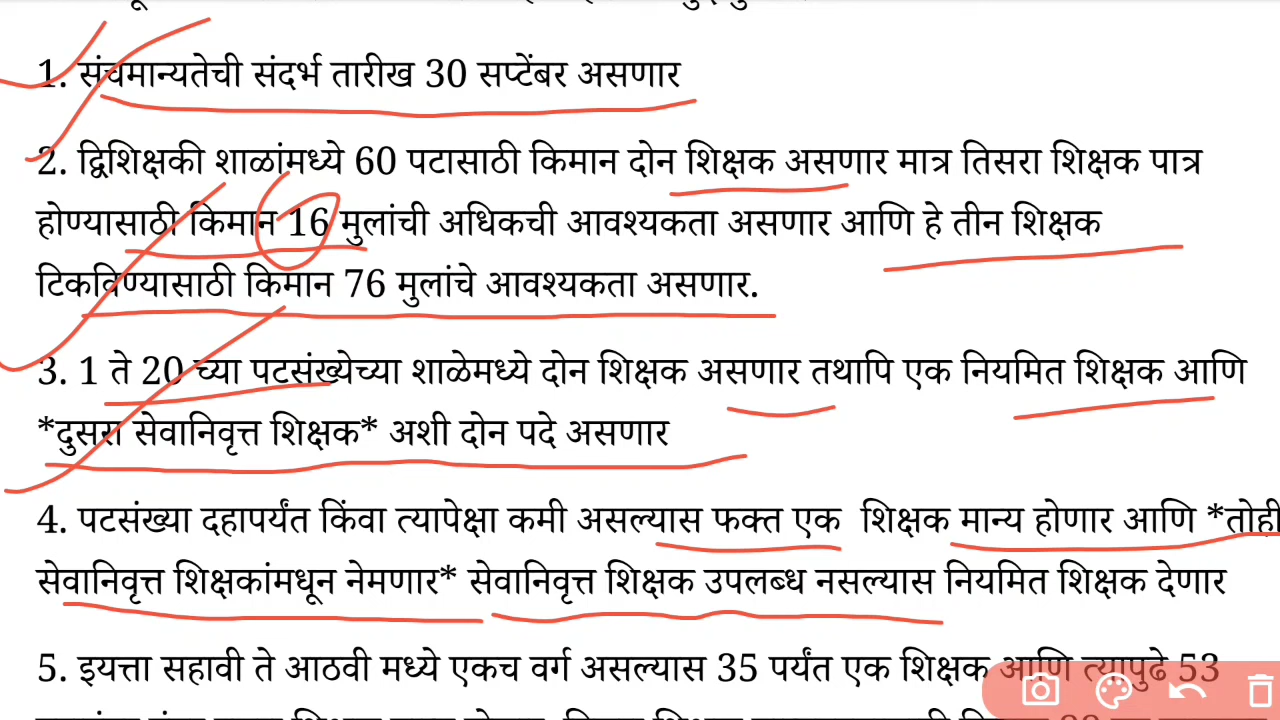 1. संचमान्यतेची संदर्भ तारीख 30 सप्टेंबर असणार
2. द्विशिक्षकी शाळांमध्ये 60 पटासाठी किमान दोन शिक्षक असणार मात्र तिसरा शिक्षक पात्र
होण्यासाठी किमान 16 मुलांची अधिकची आवश्यकता असणार आणि हे तीन शिक्षक
टिकविण्यासाठी किमान 76 मुलांचे आवश्यकता असणार.
3. 1 ते 20 च्या पटसंख्येच्या शाळेमध्ये दोन शिक्षक असणार तथापि एक नियमित शिक्षक आणि
*दुसरा सेवानिवृत्त शिक्षक* अशी दोन पदे असणार
4. पटसंख्या दहापर्यंत किंवा त्यापेक्षा कमी असल्यास फक्त एक शिक्षक मान्य होणार आणि *तोही
सेवानिवृत्त शिक्षकांमधून नेमणार* सेवानिवृत्त शिक्षक उपलब्ध नसल्यास नियमित शिक्षक देणार
5. इयत्ता सहावी ते आठवी मध्ये एकच वर्ग असल्यास 35 पर्यंत एक शिक्षक आणि त्यापुढे 53